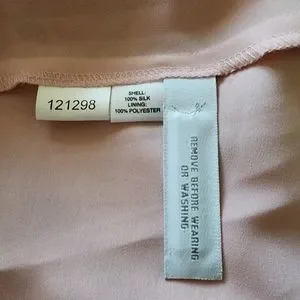 121298
SHELL:
100% SILK
LINING:
100% POLYESTER
REMOVE BEFORE WEARING
OR WASHING